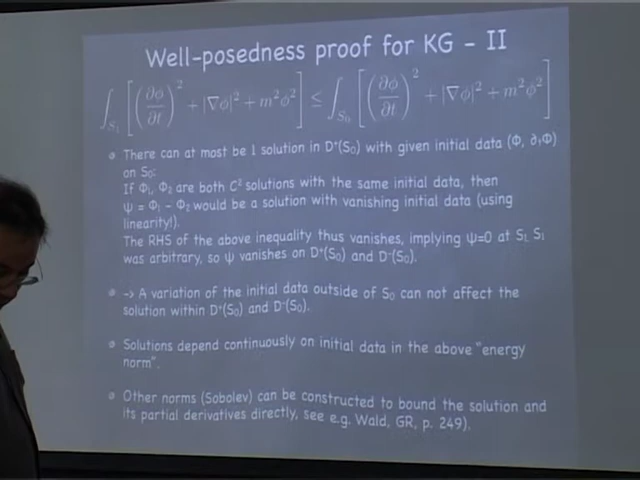 Well-posedness proof for KG - II
∫_{S₁} [(∂φ/∂t)² + |∇φ|² + m²φ²] ≤ ∫_{S₀} [(∂φ/∂t)² + |∇φ|² + m²φ²]
There can at most be 1 solution in D⁺(S₀) with given initial data (Φ, ∂ₜΦ)
on S₀:
If Φ₁, Φ₂ are both C² solutions with the same initial data, then
ψ = Φ₁ - Φ₂ would be a solution with vanishing initial data (using
linearity!).
The RHS of the above inequality thus vanishes, implying ψ=0 at S₁. S₁
was arbitrary, so ψ vanishes on D⁺(S₀) and D⁻(S₀).
-> A variation of the initial data outside of S₀ can not affect the
solution within D⁺(S₀) and D⁻(S₀).
Solutions depend continuously on initial data in the above "energy
norm".
Other norms (Sobolev) can be constructed to bound the solution and
its partial derivatives directly, see e.g. Wald, GR, p. 249).